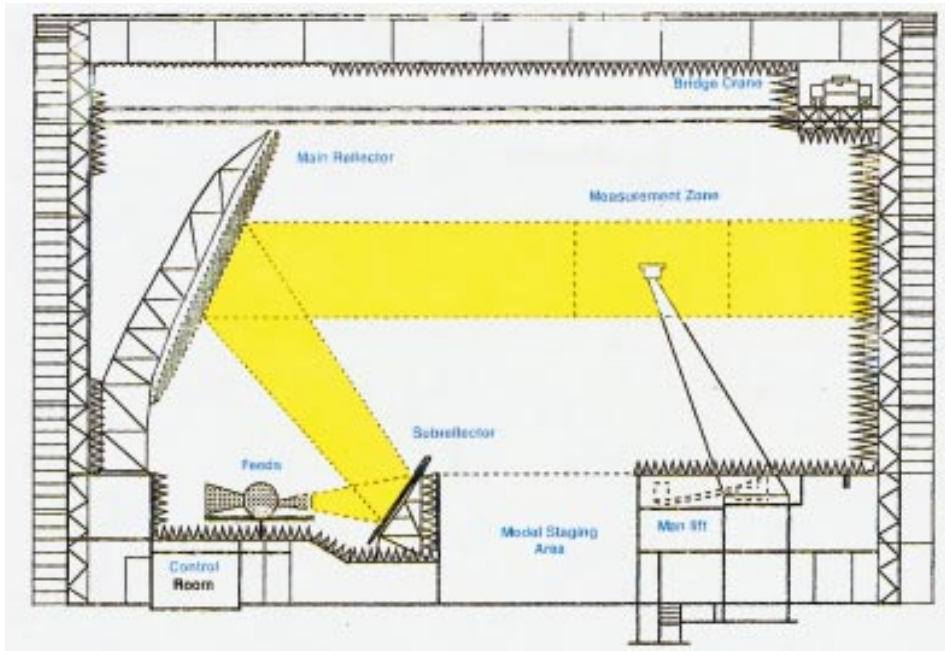 Bridge Crane
Main Reflector
Measurement Zone
Subreflector
Feeds
Model Staging
Area
Man lift
Control
Room